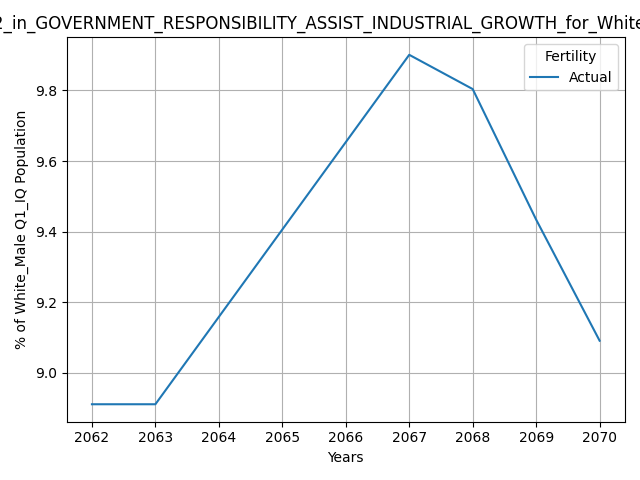 2_in_GOVERNMENT_RESPONSIBILITY_ASSIST_INDUSTRIAL_GROWTH_for_White
Fertility
Actual
9.8
9.6
9.4
9.2
9.0
% of White_Male Q1_IQ Population
2062 2063 2064 2065 2066 2067 2068 2069 2070
Years